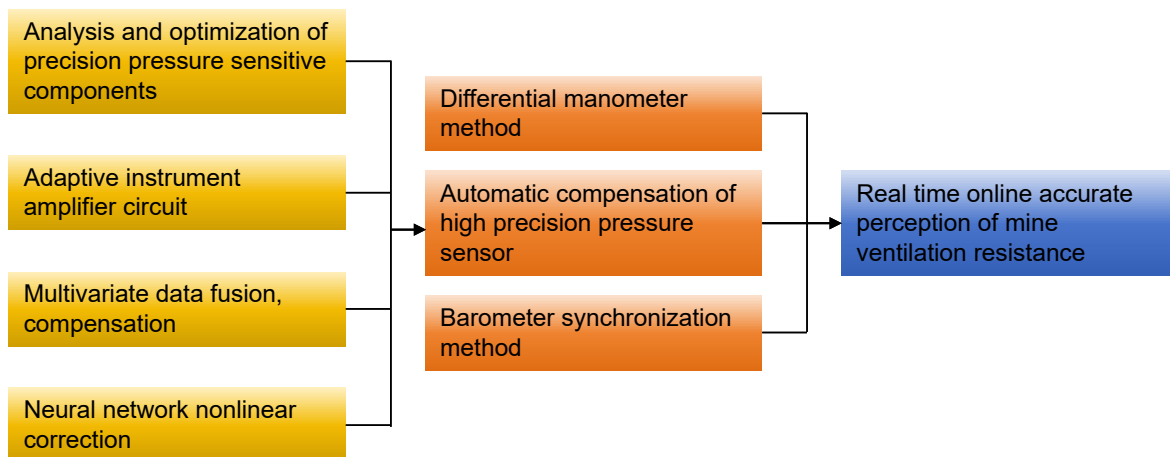 Analysis and optimization of
precision pressure sensitive
components
Adaptive instrument
amplifier circuit
Multivariate data fusion,
compensation
Neural network nonlinear
correction
Differential manometer
method
Automatic compensation of
high precision pressure
sensor
Barometer synchronization
method
Real time online accurate
perception of mine
ventilation resistance